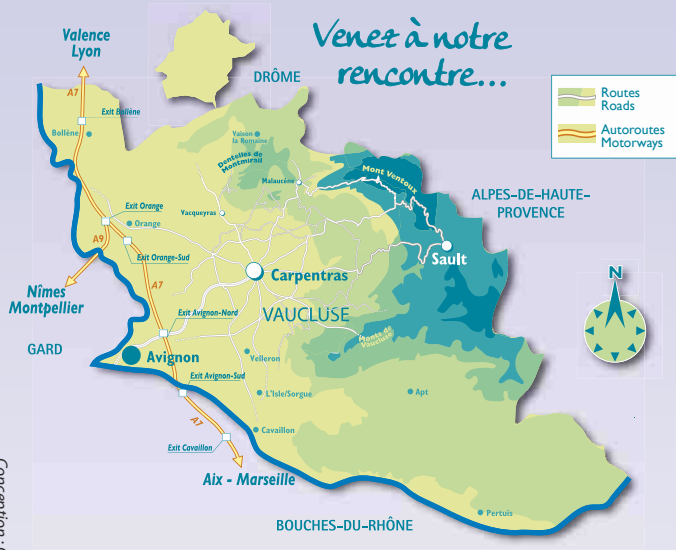 Venez à notre
rencontre...
Valence
Lyon
DRÔME
Routes
Roads
Autoroutes
Motorways
A7
Exit Bollène
Bollène
Vaison
la Romaine
Dentelles de
Montmirail
Malaucène
Mont Ventoux
ALPES-DE-HAUTE-
PROVENCE
Vacqueyras
Exit Orange
Orange
A9
Exit Orange-Sud
Sault
Carpentras
A7
Nîmes
Montpellier
N
Exit Avignon-Nord
VAUCLUSE
Monts de
Vaucluse
GARD
Avignon
Velleron
Exit Avignon-Sud
L'Isle/Sorgue
Apt
A7
Cavaillon
Exit Cavaillon
Aix - Marseille
Pertuis
BOUCHES-DU-RHÔNE
Conception :